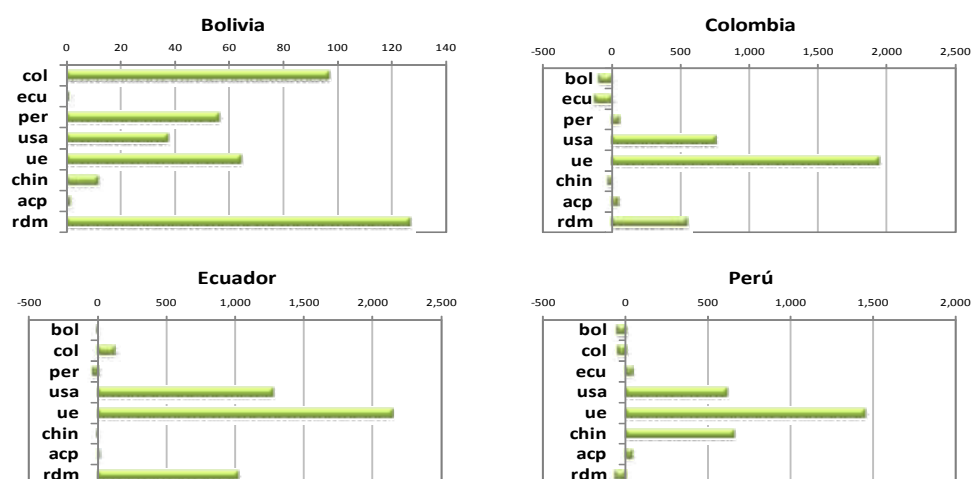 Bolivia
0 20 40 60 80 100 120 140
col
ecu
per
usa
ue
chin
acp
rdm
Colombia
-500 0 500 1,000 1,500 2,000 2,500
bol
ecu
per
usa
ue
chin
acp
rdm
Ecuador
-500 0 500 1,000 1,500 2,000 2,500
bol
col
per
usa
ue
chin
acp
rdm
Perú
-500 0 500 1,000 1,500 2,000
bol
col
ecu
usa
ue
chin
acp
rdm